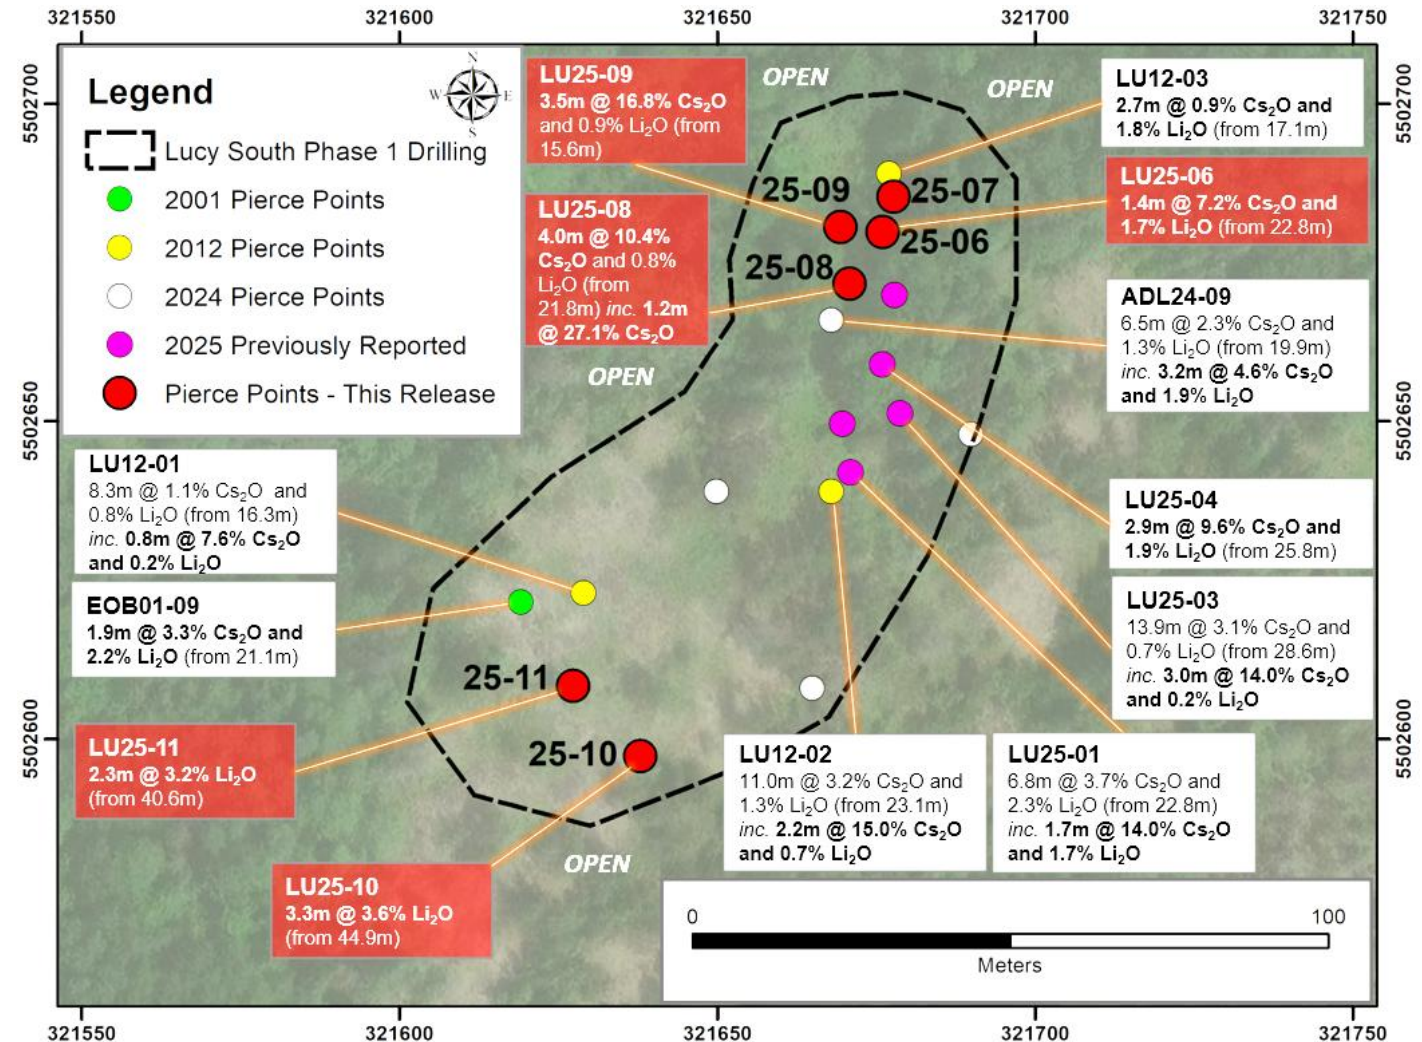 321550 321600 321650 321700 321750
5502700
5502650
5502600
5502700
5502650
5502600
Legend
N
W E
S
Lucy South Phase 1 Drilling
2001 Pierce Points
2012 Pierce Points
2024 Pierce Points
2025 Previously Reported
Pierce Points - This Release
LU25-09
3.5m @ 16.8% Cs₂O
and 0.9% Li₂O (from
15.6m)
OPEN
OPEN
LU12-03
2.7m @ 0.9% Cs₂O and
1.8% Li₂O (from 17.1m)
LU25-06
1.4m @ 7.2% Cs₂O and
1.7% Li₂O (from 22.8m)
25-09
25-07
25-06
25-08
LU25-08
4.0m @ 10.4%
Cs₂O and 0.8%
Li₂O (from
21.8m) inc. 1.2m
@ 27.1% Cs₂O
ADL24-09
6.5m @ 2.3% Cs₂O and
1.3% Li₂O (from 19.9m)
inc. 3.2m @ 4.6% Cs₂O
and 1.9% Li₂O
OPEN
LU12-01
8.3m @ 1.1% Cs₂O and
0.8% Li₂O (from 16.3m)
inc. 0.8m @ 7.6% Cs₂O
and 0.2% Li₂O
LU25-04
2.9m @ 9.6% Cs₂O and
1.9% Li₂O (from 25.8m)
EOB01-09
1.9m @ 3.3% Cs₂O and
2.2% Li₂O (from 21.1m)
LU25-03
13.9m @ 3.1% Cs₂O and
0.7% Li₂O (from 28.6m)
inc. 3.0m @ 14.0% Cs₂O
and 0.2% Li₂O
25-11
25-10
LU25-11
2.3m @ 3.2% Li₂O
(from 40.6m)
LU12-02
11.0m @ 3.2% Cs₂O and
1.3% Li₂O (from 23.1m)
inc. 2.2m @ 15.0% Cs₂O
and 0.7% Li₂O
LU25-01
6.8m @ 3.7% Cs₂O and
2.3% Li₂O (from 22.8m)
inc. 1.7m @ 14.0% Cs₂O
and 1.7% Li₂O
OPEN
LU25-10
3.3m @ 3.6% Li₂O
(from 44.9m)
0 100
Meters
321550 321600 321650 321700 321750